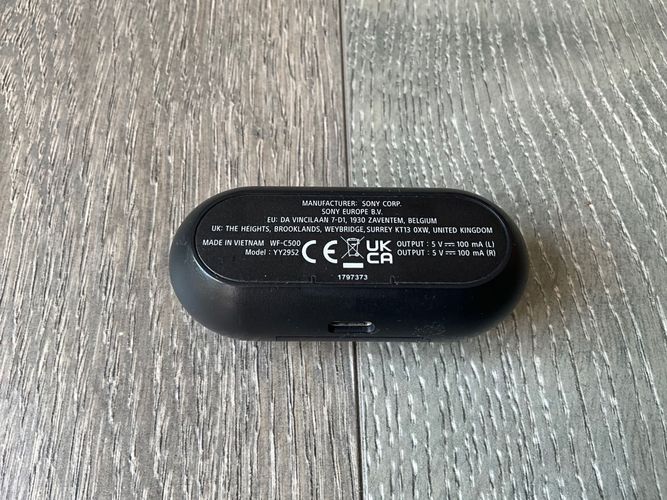 MANUFACTURER: SONY CORP.
SONY EUROPE B.V.
EU: DA VINCILAAN 7-D1, 1930 ZAVENTEM, BELGIUM
UK: THE HEIGHTS, BROOKLANDS, WEYBRIDGE, SURREY KT13 0XW, UNITED KINGDOM
MADE IN VIETNAM WF-C500 CE UK CA OUTPUT : 5 V ⎓ 100 mA (L)
Model : YY2952 OUTPUT : 5 V ⎓ 100 mA (R)
1797373